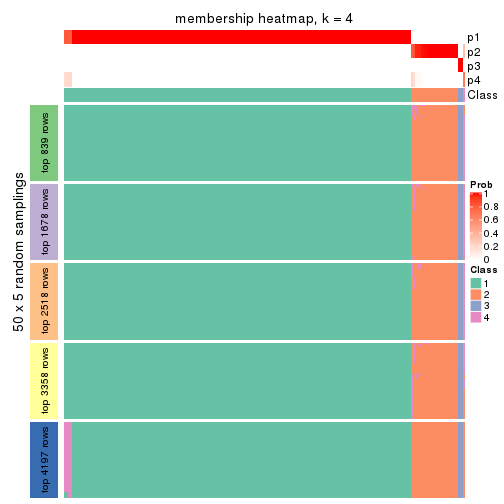 membership heatmap, k = 4
p1
p2
p3
p4
Class
50 x 5 random samplings
top 839 rows
top 1678 rows
top 2518 rows
top 3358 rows
top 4197 rows
Prob
1
0.8
0.6
0.4
0.2
0
Class
1
2
3
4